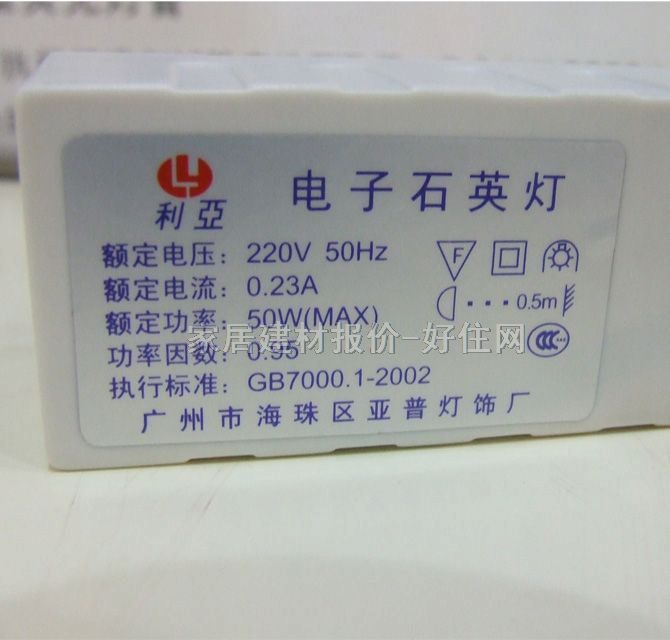 利亞
电子石英灯
额定电压：220V 50Hz
额定电流：0.23A
额定功率：50W(MAX)
功率因数：0.95
执行标准：GB7000.1-2002
F
0.5m
CCC
广州市海珠区亚普灯饰厂
家居建材报价-好住网